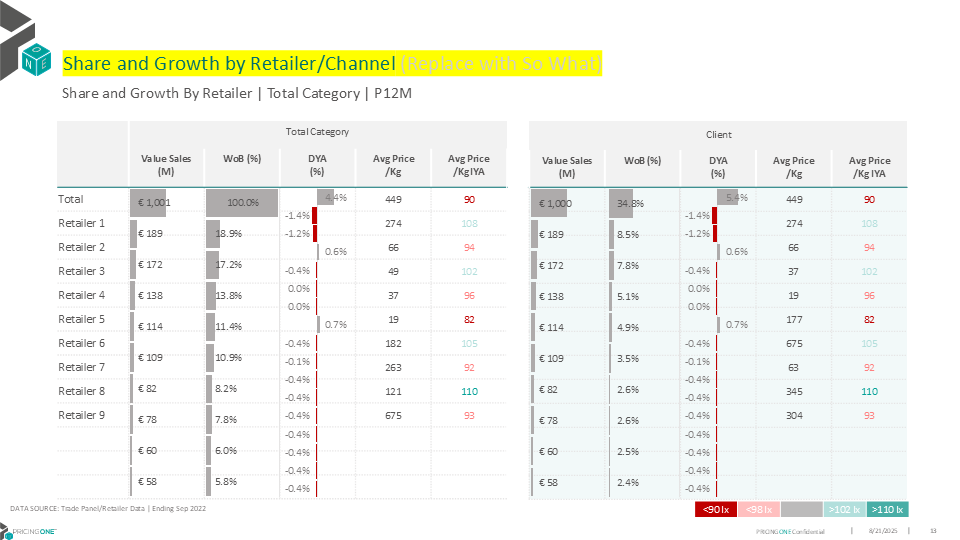 O
N E
Share and Growth by Retailer/Channel (Replace with So What)
Share and Growth By Retailer | Total Category | P12M
Total Category
Value Sales (M) WoB (%) DYA (%) Avg Price /Kg Avg Price /Kg IYA
Total € 1,001 100.0% 4.4% 449 90
Retailer 1 € 189 18.9% -1.4% 274 108
Retailer 2 € 172 17.2% -1.2% 66 94
Retailer 3 € 138 13.8% 0.6% 49 102
Retailer 4 € 114 11.4% -0.4% 37 96
Retailer 5 € 109 10.9% 0.0% 19 82
Retailer 6 € 82 8.2% 0.0% 182 105
Retailer 7 € 78 7.8% 0.7% 263 92
Retailer 8 € 60 6.0% -0.4% 121 110
Retailer 9 € 58 5.8% -0.1% 675 93
-0.4%
-0.4%
-0.4%
-0.4%
-0.4%
-0.4%
-0.4%
Client
Value Sales (M) WoB (%) DYA (%) Avg Price /Kg Avg Price /Kg IYA
€ 1,000 34.8% 5.4% 449 90
€ 189 8.5% -1.4% 274 108
€ 172 7.8% -1.2% 66 94
€ 138 5.1% 0.6% 37 102
€ 114 4.9% -0.4% 19 96
€ 109 3.5% 0.0% 177 82
€ 82 2.6% 0.0% 675 105
€ 78 2.6% 0.7% 63 92
€ 60 2.5% -0.4% 345 110
€ 58 2.4% -0.1% 304 93
-0.4%
-0.4%
-0.4%
-0.4%
-0.4%
-0.4%
-0.4%
<90 Ix <98 Ix >102 Ix >110 Ix
DATA SOURCE: Trade Panel/Retailer Data | Ending Sep 2022
PRICINGONE™
PRICINGONE Confidential | 8/21/2025 | 13